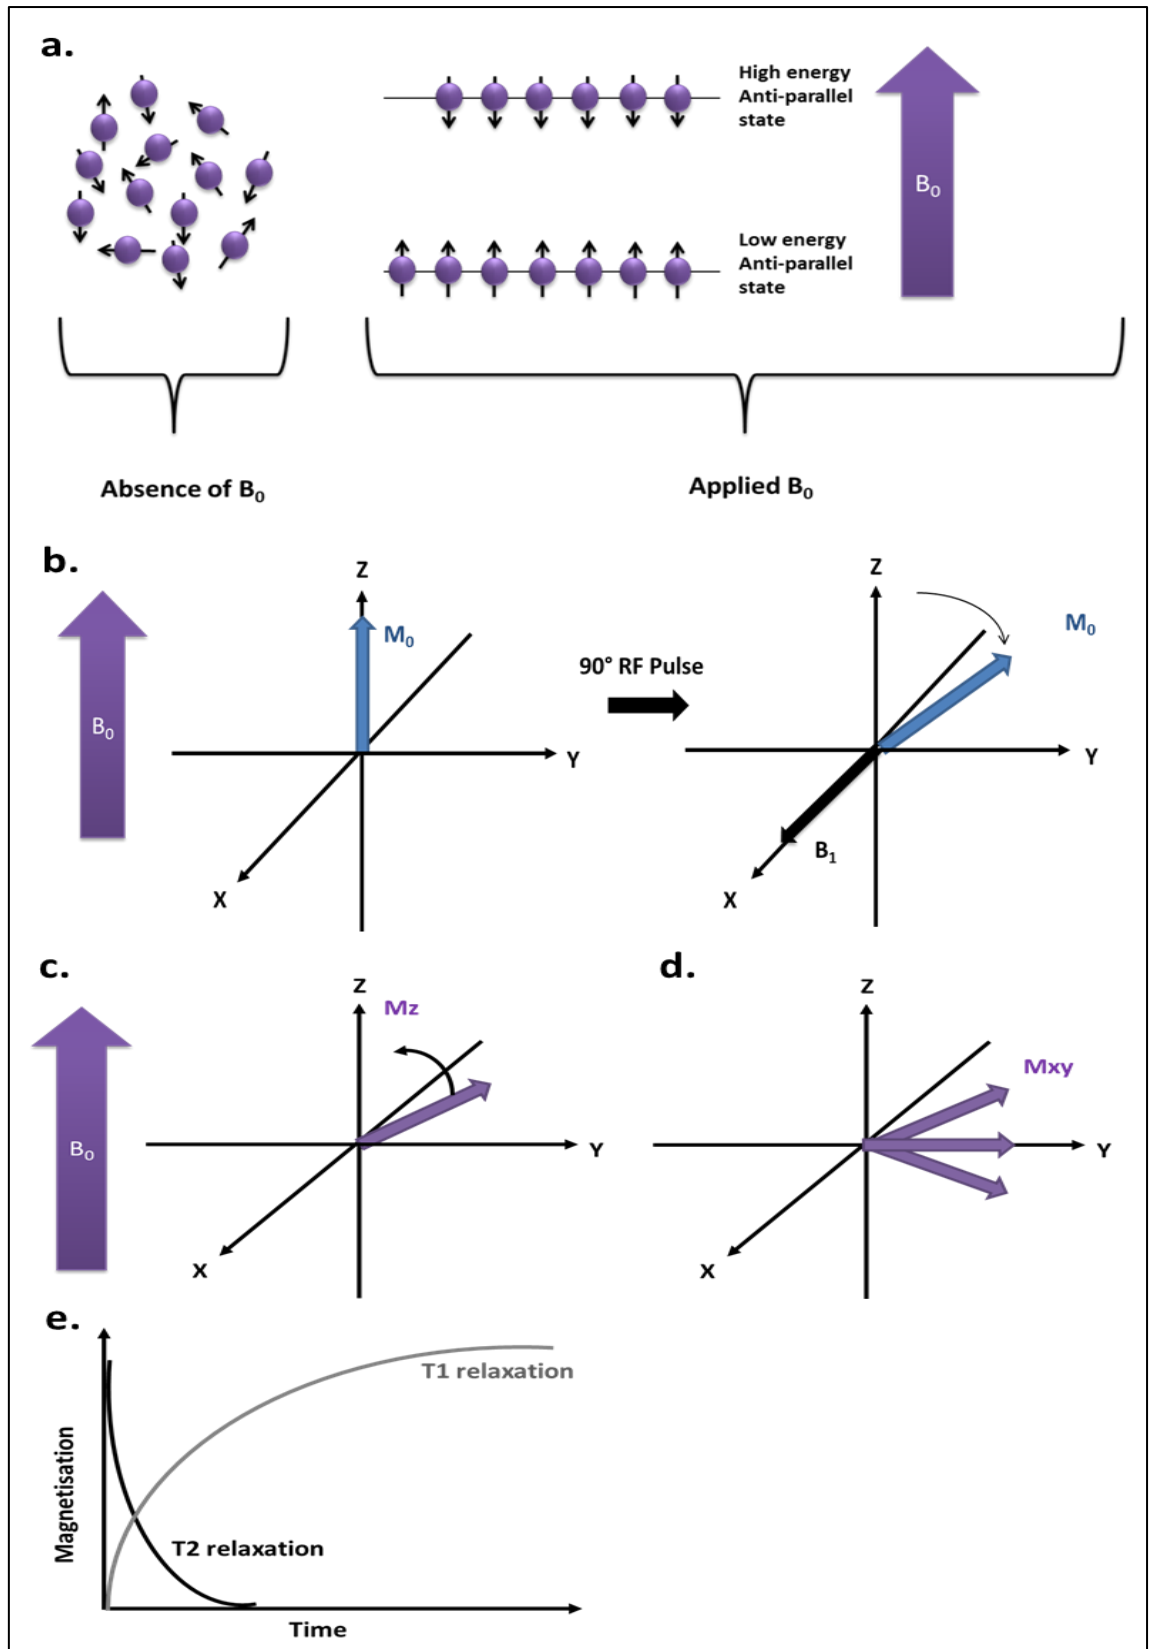 a.
High energy
Anti-parallel
state
B₀
Low energy
Anti-parallel
state
Absence of B₀
Applied B₀
b.
Z
M₀
B₀
Y
X
90° RF Pulse
Z
M₀
Y
B₁
X
c.
Z
Mz
B₀
Y
X
d.
Z
Mxy
Y
X
e.
T1 relaxation
Magnetisation
T2 relaxation
Time